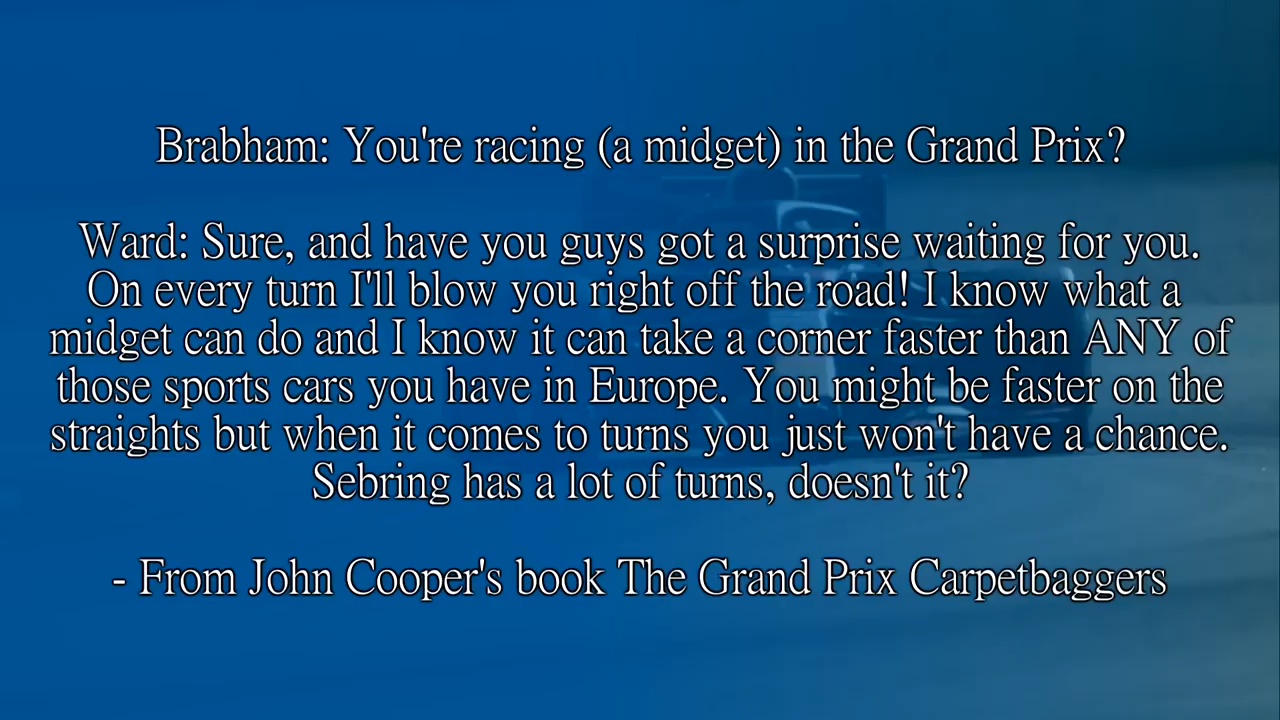 Brabham: You're racing (a midget) in the Grand Prix?
Ward: Sure, and have you guys got a surprise waiting for you.
On every turn I'll blow you right off the road! I know what a
midget can do and I know it can take a corner faster than ANY of
those sports cars you have in Europe. You might be faster on the
straights but when it comes to turns you just won't have a chance.
Sebring has a lot of turns, doesn't it?
- From John Cooper's book The Grand Prix Carpetbaggers